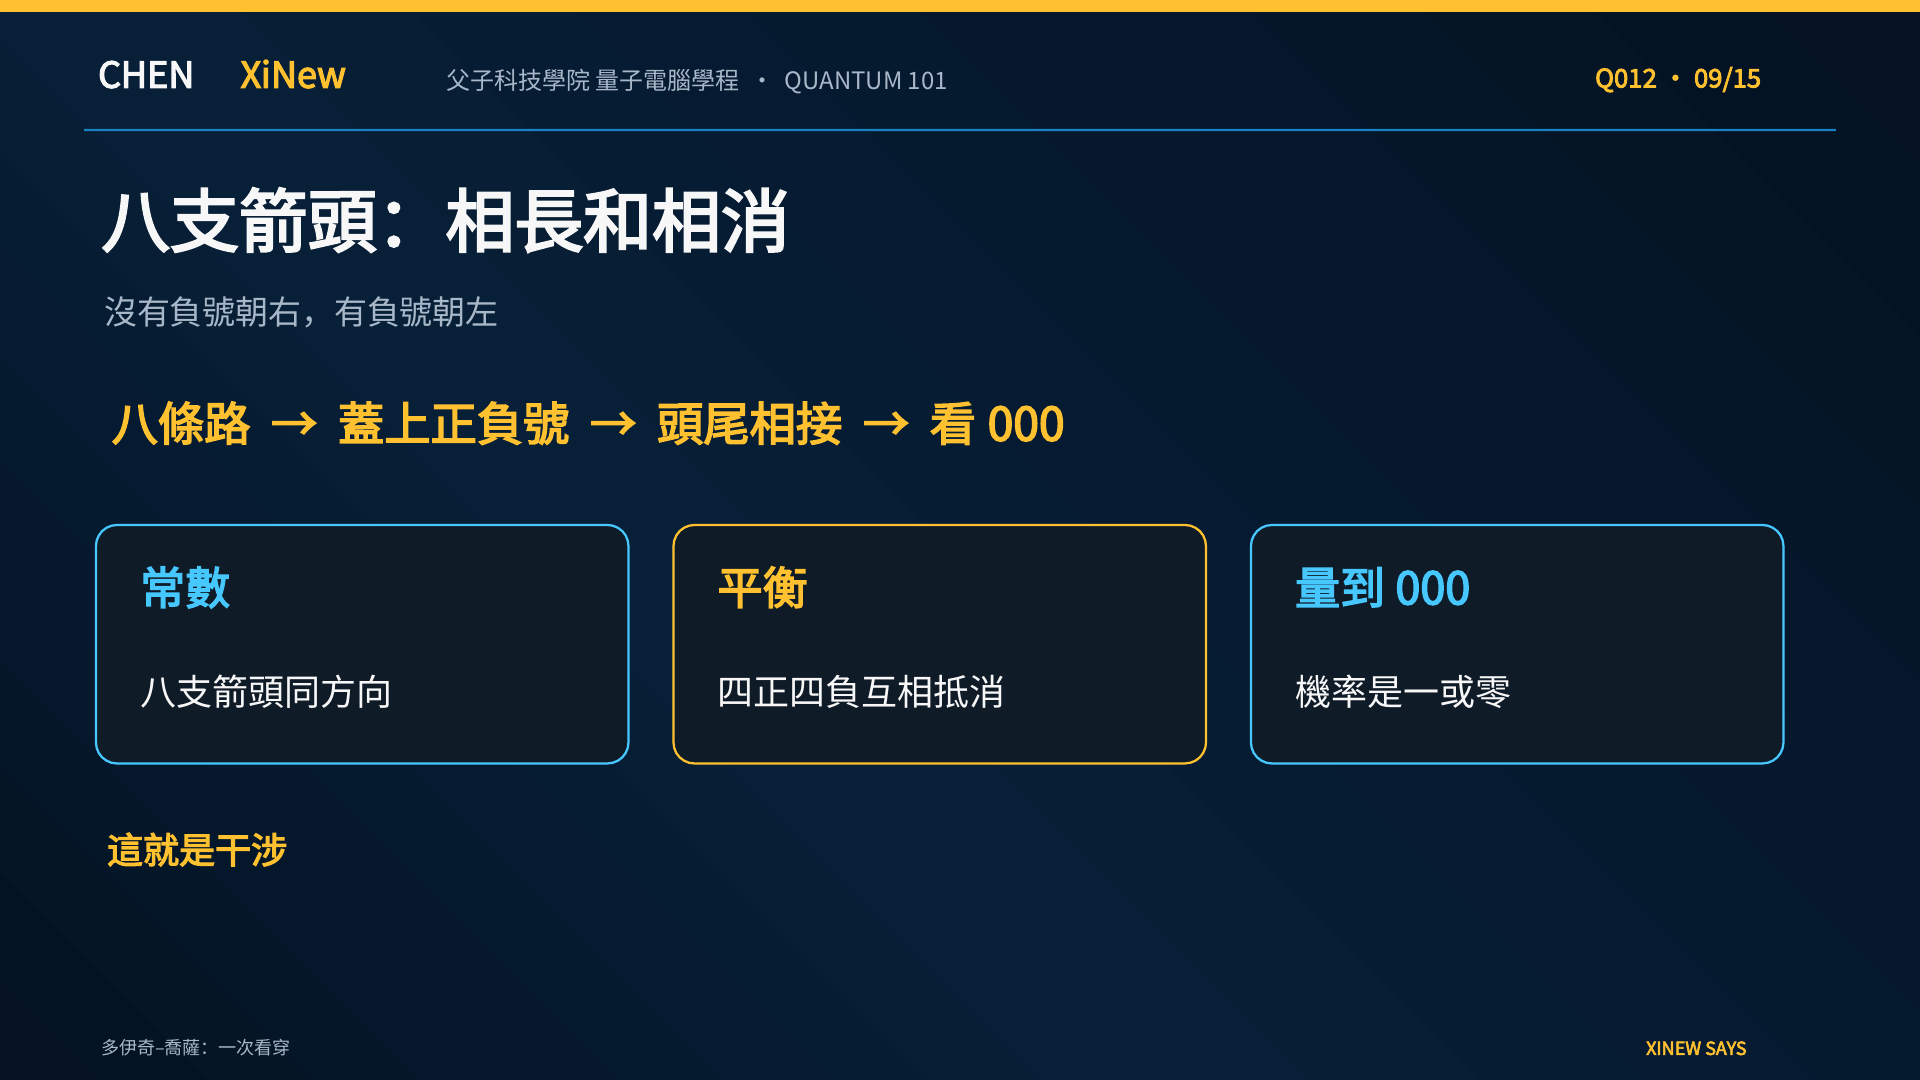 CHEN XiNew 父子科技學院 量子電腦學程 • QUANTUM 101 Q012 • 09/15
八支箭頭：相長和相消
沒有負號朝右，有負號朝左
八條路 → 蓋上正負號 → 頭尾相接 → 看 000
常數
八支箭頭同方向
平衡
四正四負互相抵消
量到 000
機率是一或零
這就是干涉
多伊奇–喬薩：一次看穿
XINEW SAYS